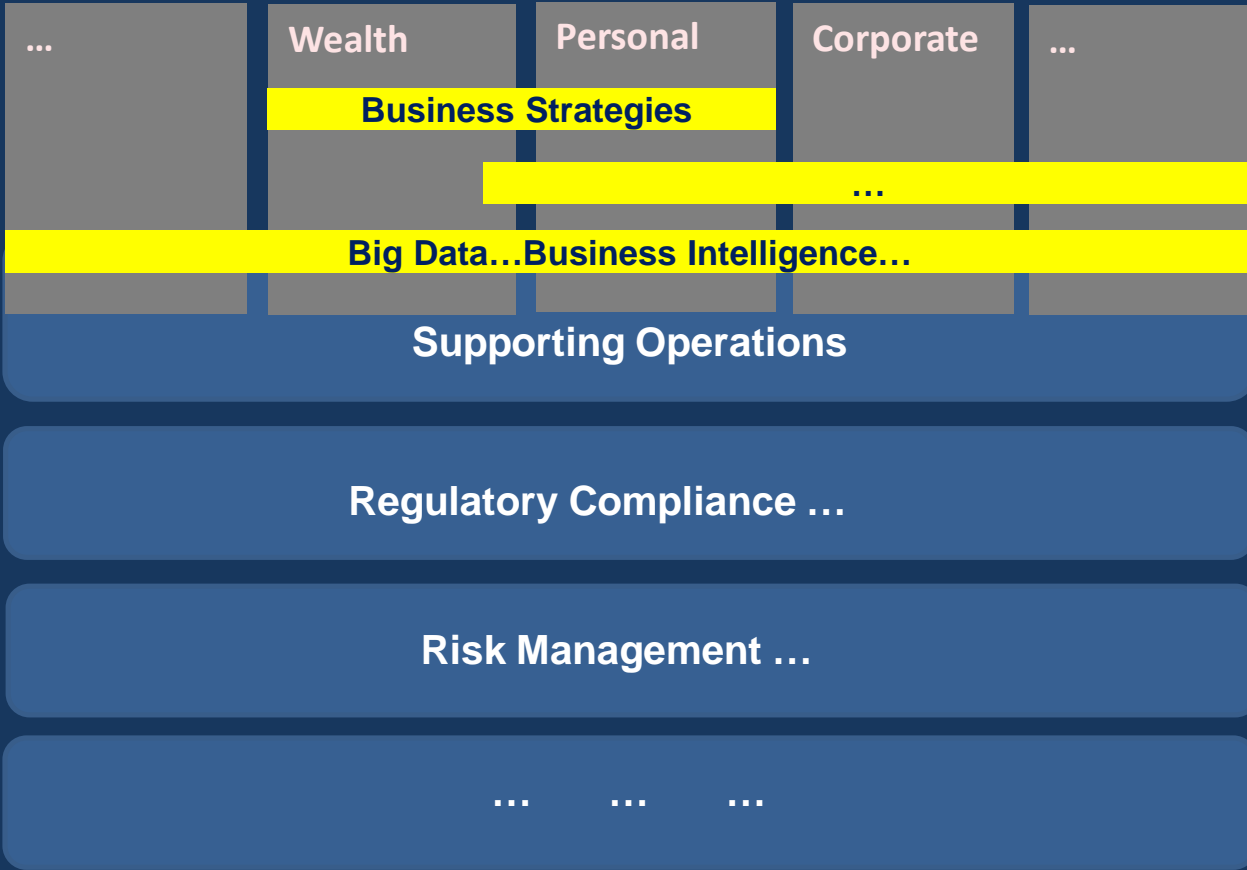 … Wealth Personal Corporate …
Business Strategies
…
Big Data…Business Intelligence…
Supporting Operations
Regulatory Compliance …
Risk Management …
… … …